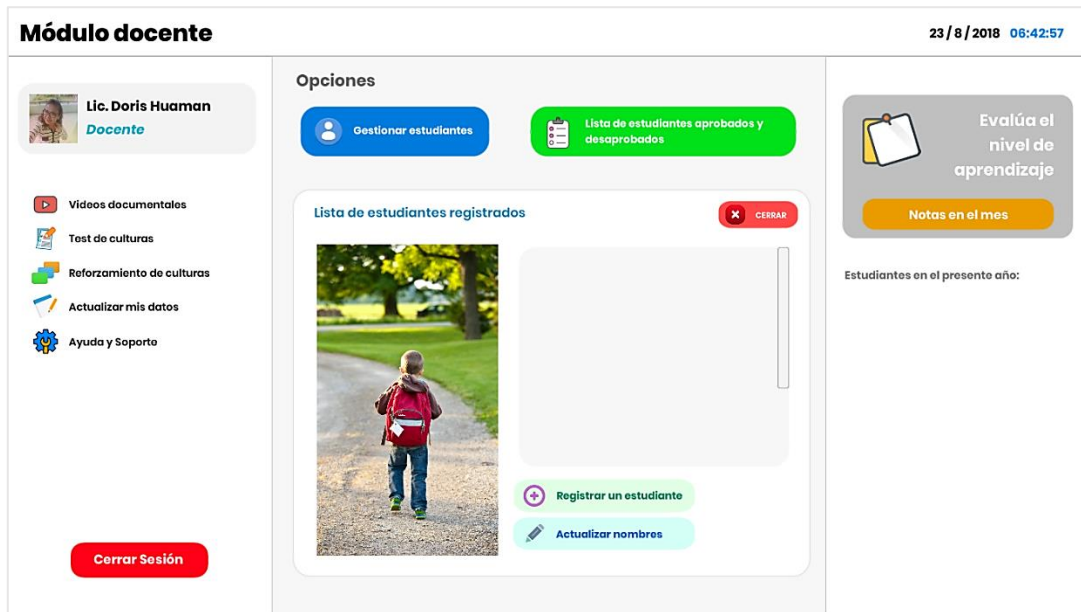 Módulo docente
23 / 8 / 2018 06:42:57
Lic. Doris Huaman
Docente
Videos documentales
Test de culturas
Reforzamiento de culturas
Actualizar mis datos
Ayuda y Soporte
Cerrar Sesión
Opciones
Gestionar estudiantes
Lista de estudiantes aprobados y
desaprobados
Lista de estudiantes registrados
CERRAR
Registrar un estudiante
Actualizar nombres
Evalúa el
nivel de
aprendizaje
Notas en el mes
Estudiantes en el presente año: